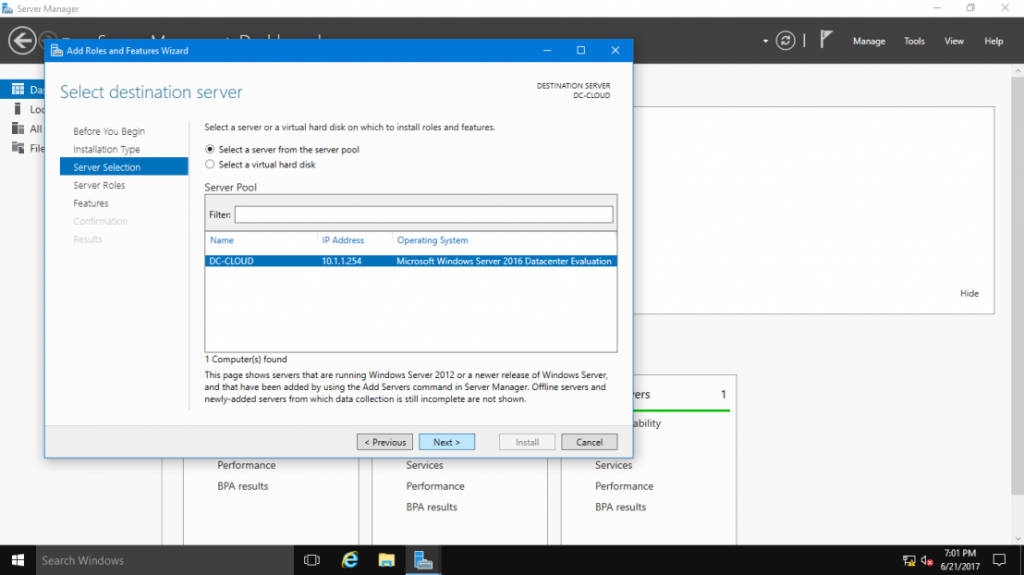 Server Manager
Manage
Tools
View
Help
Add Roles and Features Wizard
Select destination server
DESTINATION SERVER
DC-CLOUD
Before You Begin
Installation Type
Server Selection
Server Roles
Features
Confirmation
Results
Select a server or a virtual hard disk on which to install roles and features.
Select a server from the server pool
Select a virtual hard disk
Server Pool
Filter:
Name IP Address Operating System
DC-CLOUD 10.1.1.254 Microsoft Windows Server 2016 Datacenter Evaluation
1 Computer(s) found
This page shows servers that are running Windows Server 2012 or a newer release of Windows Server,
and that have been added by using the Add Servers command in Server Manager. Offline servers and
newly-added servers from which data collection is still incomplete are not shown.
< Previous
Next >
Install
Cancel
All
Hide
1
Performance
BPA results
Services
Performance
BPA results
Services
Performance
BPA results
Search Windows
7:01 PM
6/21/2017